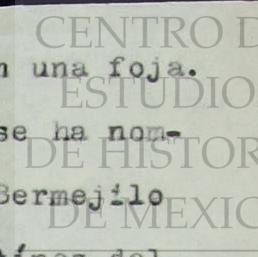 CENTRO D
n una foja.
ESTUDIO
se ha nom-
DE HISTOR
Bermejillo
DE MEXIC